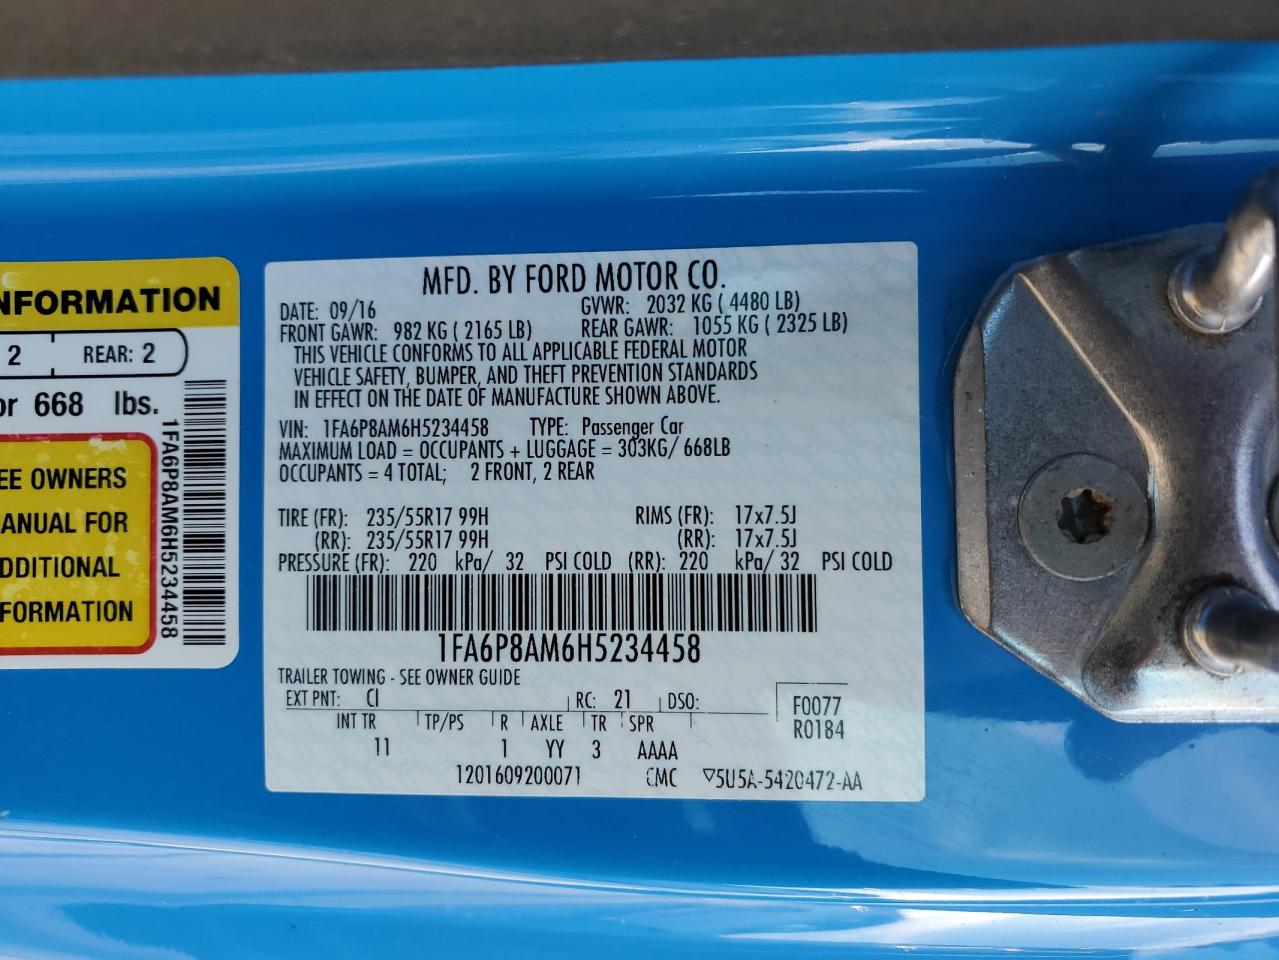 NFORMATION
2 REAR: 2
or 668 lbs.
EE OWNERS
ANUAL FOR
DDITIONAL
FORMATION
1FA6P8AM6H5234458
MFD. BY FORD MOTOR CO.
DATE: 09/16 GVWR: 2032 KG ( 4480 LB)
FRONT GAWR: 982 KG ( 2165 LB) REAR GAWR: 1055 KG ( 2325 LB)
THIS VEHICLE CONFORMS TO ALL APPLICABLE FEDERAL MOTOR
VEHICLE SAFETY, BUMPER, AND THEFT PREVENTION STANDARDS
IN EFFECT ON THE DATE OF MANUFACTURE SHOWN ABOVE.
VIN: 1FA6P8AM6H5234458 TYPE: Passenger Car
MAXIMUM LOAD = OCCUPANTS + LUGGAGE = 303KG/ 668LB
OCCUPANTS = 4 TOTAL; 2 FRONT, 2 REAR
TIRE (FR): 235/55R17 99H RIMS (FR): 17x7.5J
(RR): 235/55R17 99H (RR): 17x7.5J
PRESSURE (FR): 220 kPa/ 32 PSI COLD (RR): 220 kPa/ 32 PSI COLD
1FA6P8AM6H5234458
TRAILER TOWING - SEE OWNER GUIDE
EXT PNT: CI RC: 21 DSO: F0077
INT TR TP/PS R AXLE TR SPR R0184
11 1 YY 3 AAAA
1201609200071 CMC ▽5U5A-5420472-AA